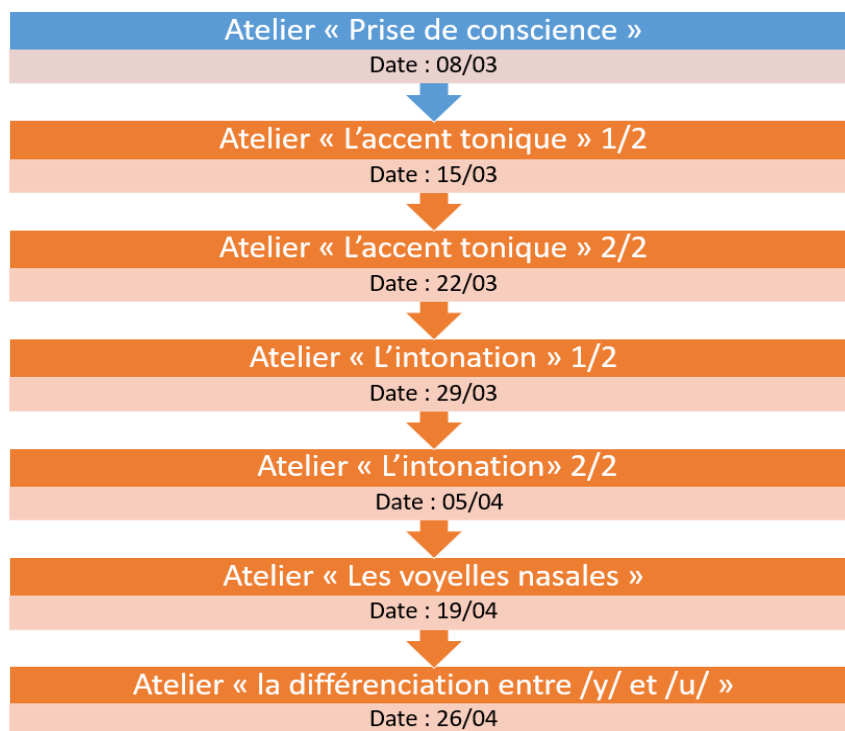 Atelier « Prise de conscience »
Date : 08/03
Atelier « L’accent tonique » 1/2
Date : 15/03
Atelier « L’accent tonique » 2/2
Date : 22/03
Atelier « L’intonation » 1/2
Date : 29/03
Atelier « L’intonation» 2/2
Date : 05/04
Atelier « Les voyelles nasales »
Date : 19/04
Atelier « la différenciation entre /y/ et /u/ »
Date : 26/04